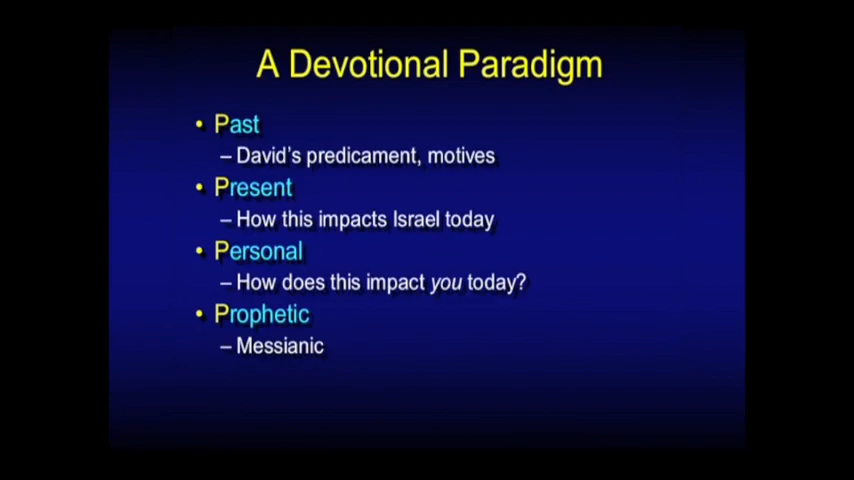 A Devotional Paradigm
• Past
– David's predicament, motives
• Present
– How this impacts Israel today
• Personal
– How does this impact you today?
• Prophetic
– Messianic